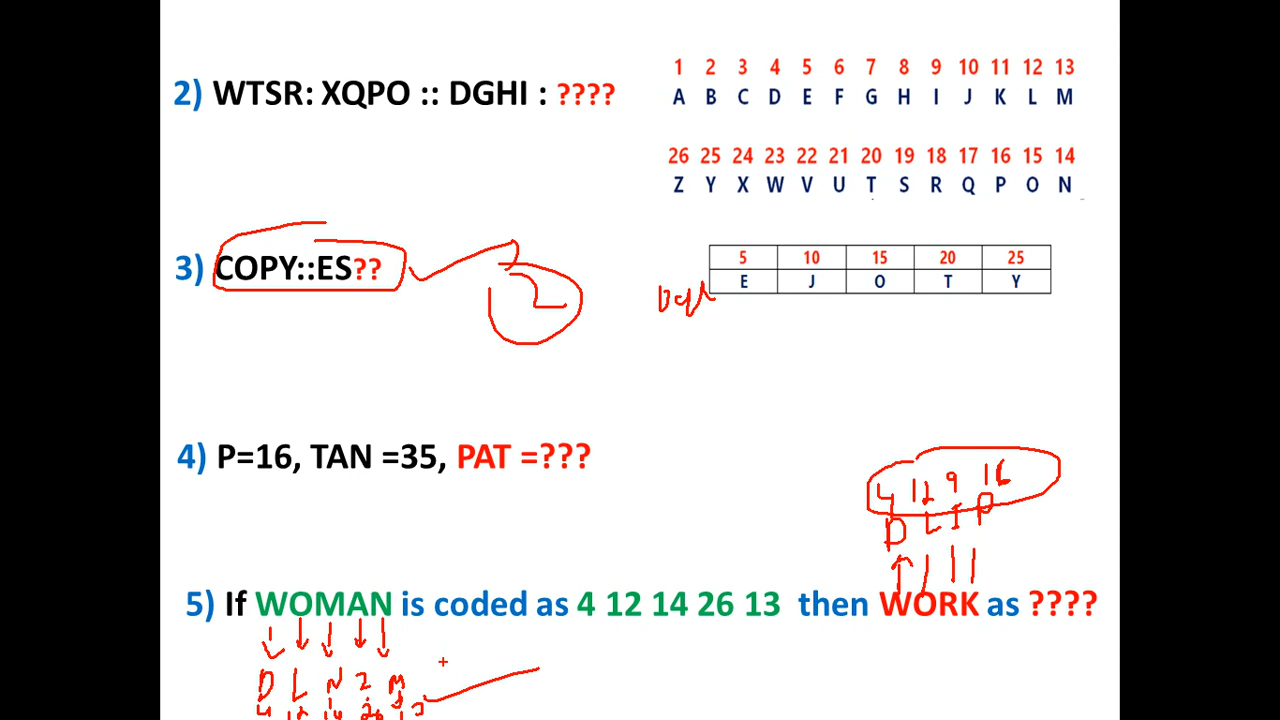 1 2 3 4 5 6 7 8 9 10 11 12 13
2) WTSR: XQPO :: DGHI : ????
A B C D E F G H I J K L M
26 25 24 23 22 21 20 19 18 17 16 15 14
Z Y X W V U T S R Q P O N
3) COPY::ES??
2
5 10 15 20 25
E J O T Y
4) P=16, TAN =35, PAT =???
4 12 9 16
D L I P
5) If WOMAN is coded as 4 12 14 26 13 then WORK as ????
D L N Z M